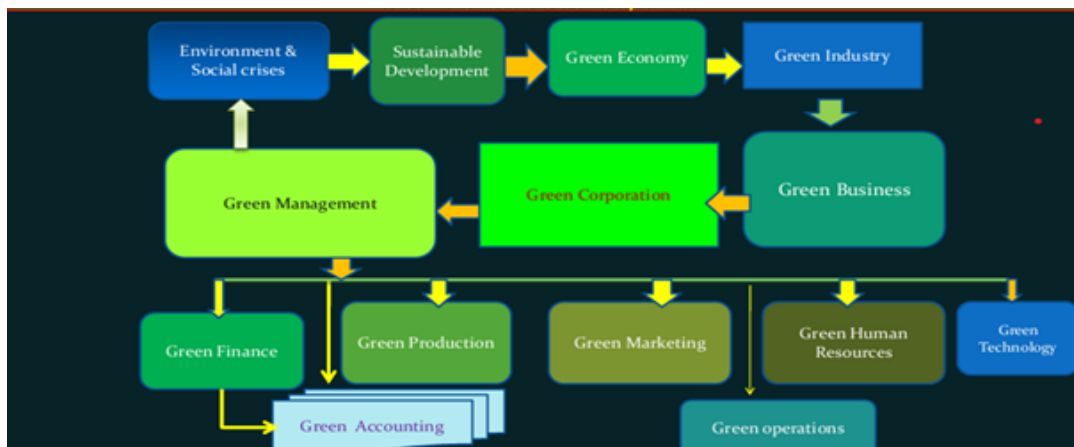 Environment &
Social crises
Sustainable
Development
Green Economy
Green Industry
Green Management
Green Corporation
Green Business
Green Finance
Green Production
Green Marketing
Green Human
Resources
Green
Technology
Green Accounting
Green operations